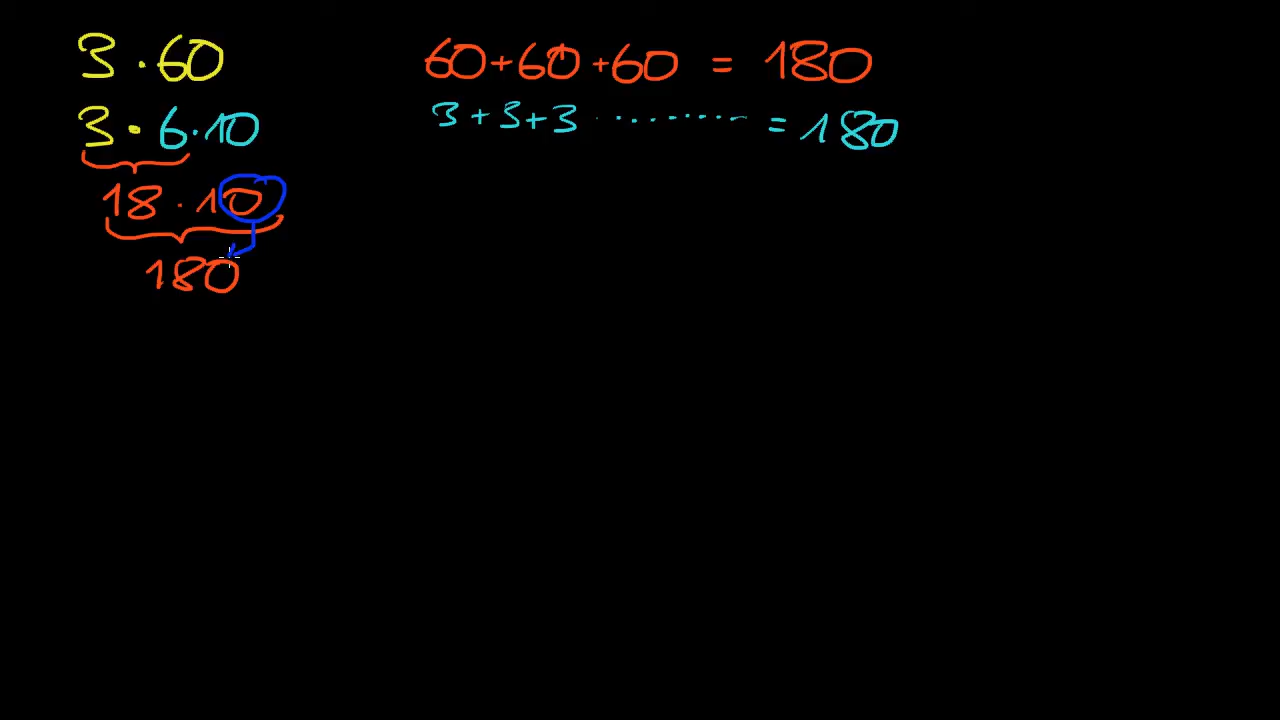 3 · 60
3 · 6 · 10
18 · 10
180
60 + 60 + 60 = 180
3 + 3 + 3 .......... = 180